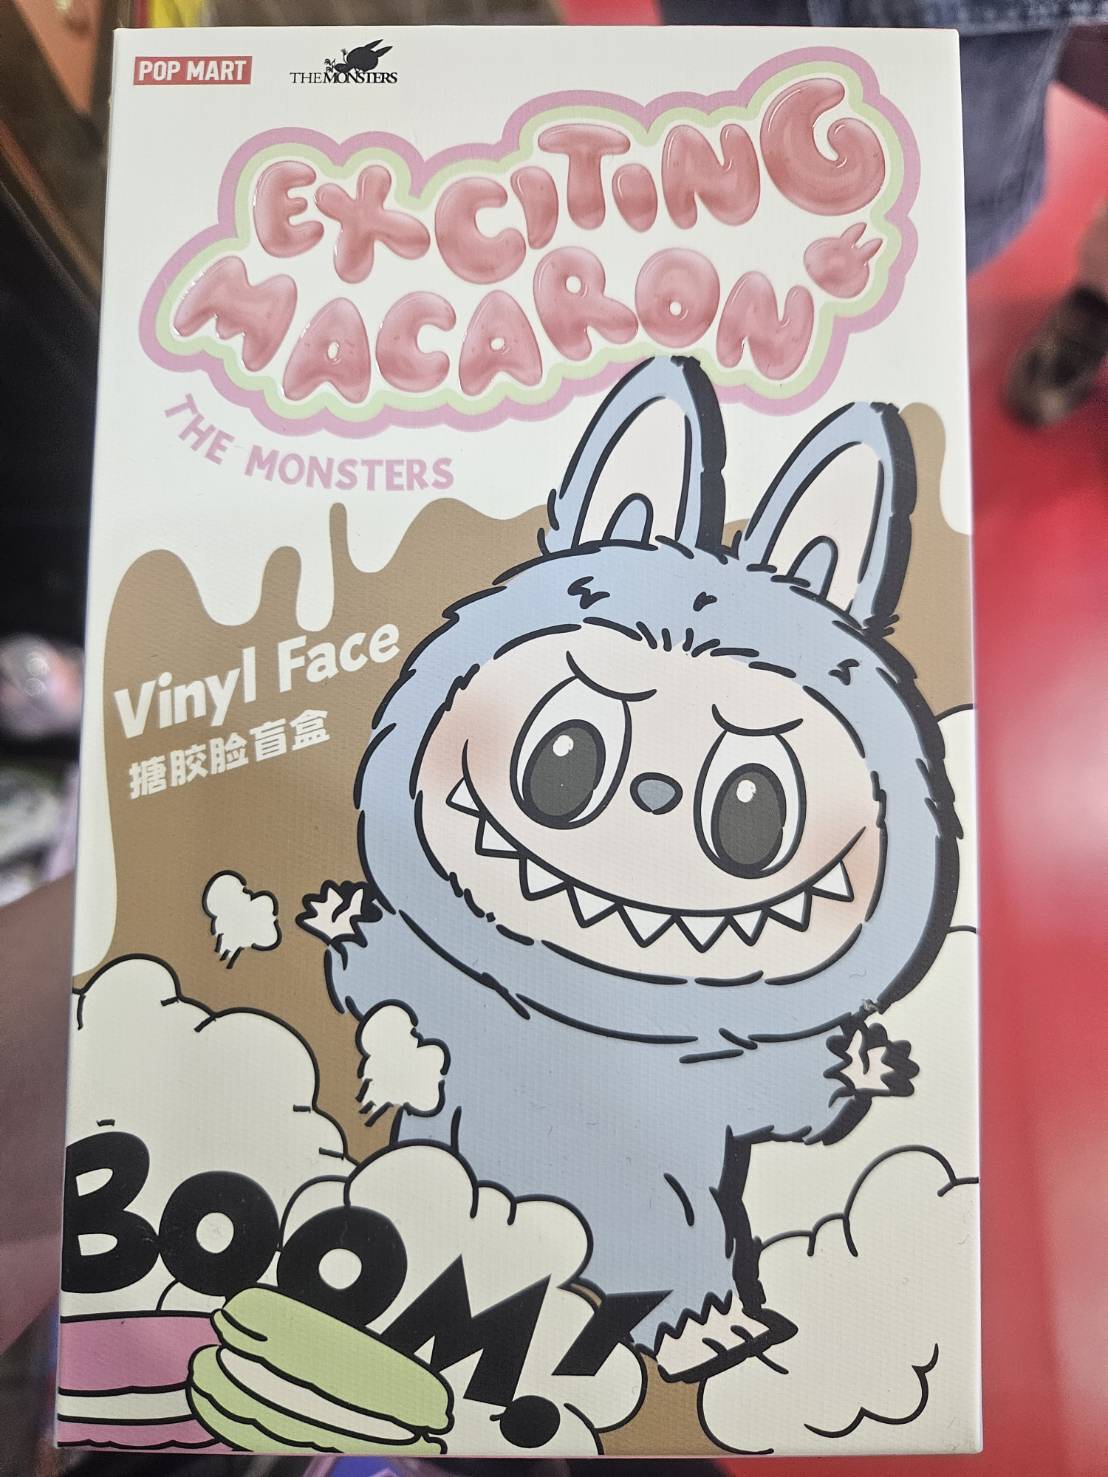 POP MART
THE MONSTERS
EXCITING
MACARON
THE MONSTERS
Vinyl Face
搪胶脸盲盒
BOOM!